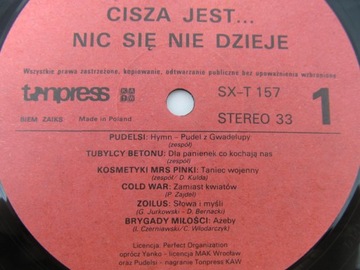 CISZA JEST...
NIC SIĘ NIE DZIEJE
Wszystkie prawa zastrzeżone, kopiowanie, odtwarzanie publiczne bez upoważnienia wzbronione
tonpress
SX-T 157
BIEM ZAIKS
Made in Poland
STEREO 33
1
PUDELSI: Hymn – Pudel z Gwadelupy
(zespół)
TUBYLCY BETONU: Dla panienek co kochają nas
(zespół)
KOSMETYKI MRS PINKI: Taniec wojenny
(zespół/ D. Kulda)
COLD WAR: Zamiast kwiatów
(P. Zajdel)
ZOILUS: Słowa i myśli
(G. Jurkowski – D. Bernacki)
BRYGADY MIŁOŚCI: Ażeby
(I. Czerniawski/ C. Włodarczyk)
Licencja: Perfect Organization
oprócz Yanko – licencja MAK Wrocław
oraz Pudelsi – nagranie Tonpress KAW